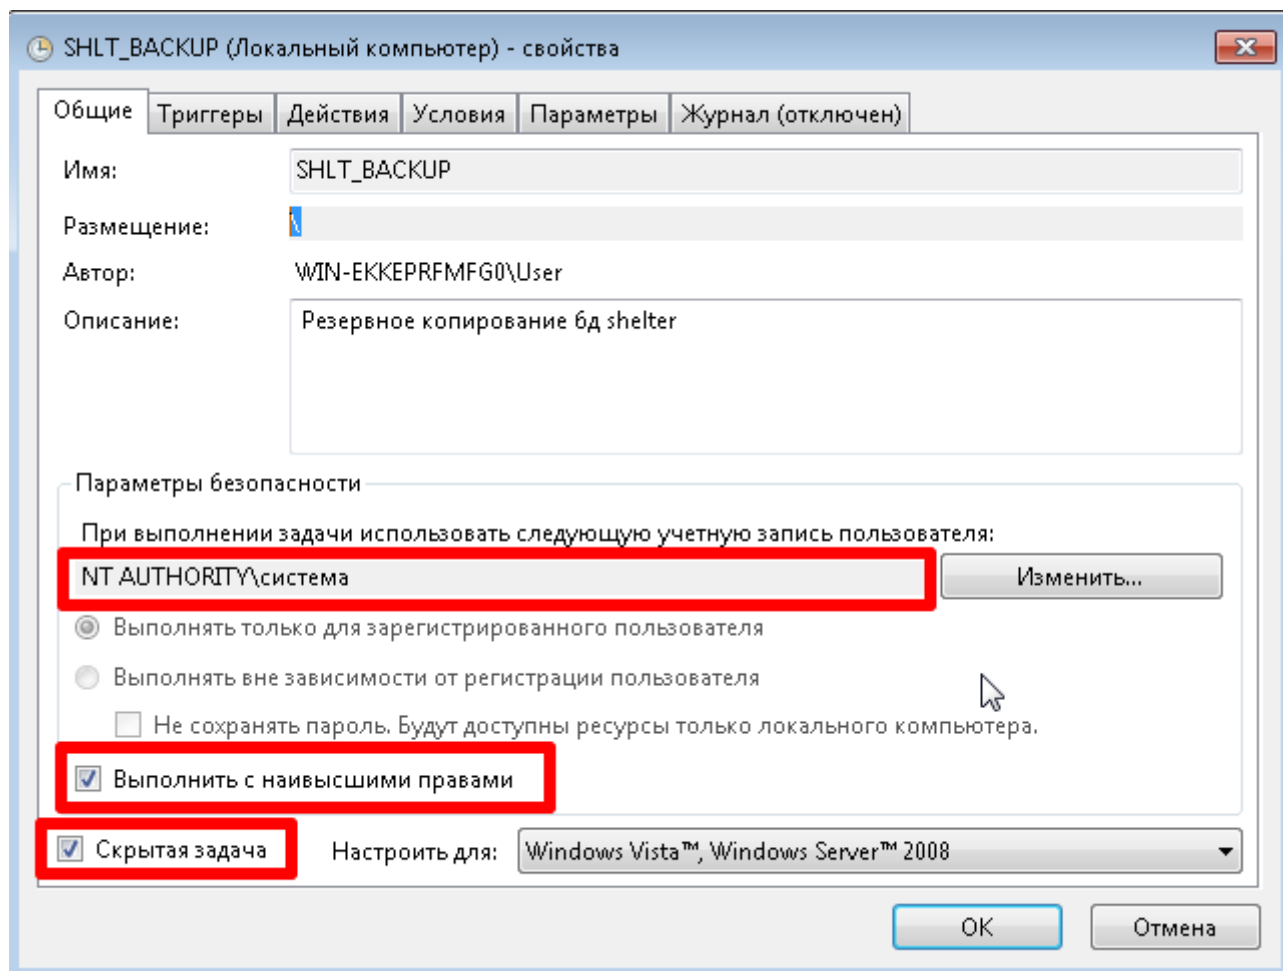 SHLT_BACKUP (Локальный компьютер) - свойства
Общие Триггеры Действия Условия Параметры Журнал (отключен)
Имя: SHLT_BACKUP
Размещение: \
Автор: WIN-EKKEPRFMFG0\User
Описание: Резервное копирование бд shelter
Параметры безопасности
При выполнении задачи использовать следующую учетную запись пользователя:
NT AUTHORITY\система Изменить...
Выполнять только для зарегистрированного пользователя
Выполнять вне зависимости от регистрации пользователя
Не сохранять пароль. Будут доступны ресурсы только локального компьютера.
Выполнить с наивысшими правами
Скрытая задача Настроить для: Windows Vista™, Windows Server™ 2008
OK Отмена